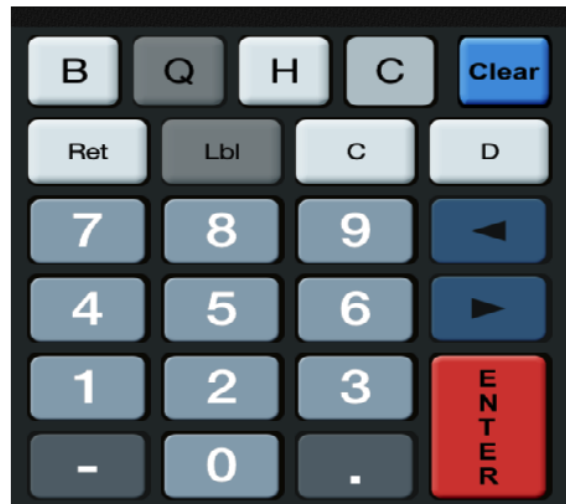 B Q H C Clear
Ret Lbl C D
7 8 9 ◄
4 5 6 ►
1 2 3 ENTER
- 0 .